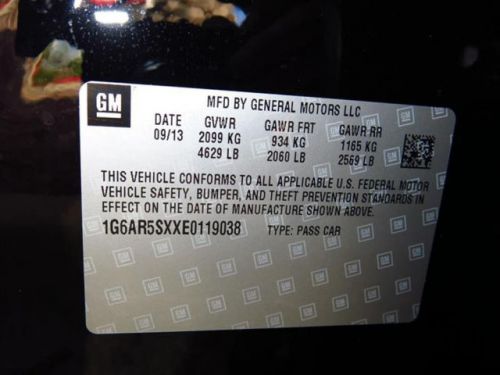 GM
MFD BY GENERAL MOTORS LLC
DATE GVWR GAWR FRT GAWR RR
09/13 2099 KG 934 KG 1165 KG
4629 LB 2060 LB 2569 LB
THIS VEHICLE CONFORMS TO ALL APPLICABLE U.S. FEDERAL MOTOR
VEHICLE SAFETY, BUMPER, AND THEFT PREVENTION STANDARDS IN
EFFECT ON THE DATE OF MANUFACTURE SHOWN ABOVE.
1G6AR5SXXE0119038 TYPE: PASS CAR